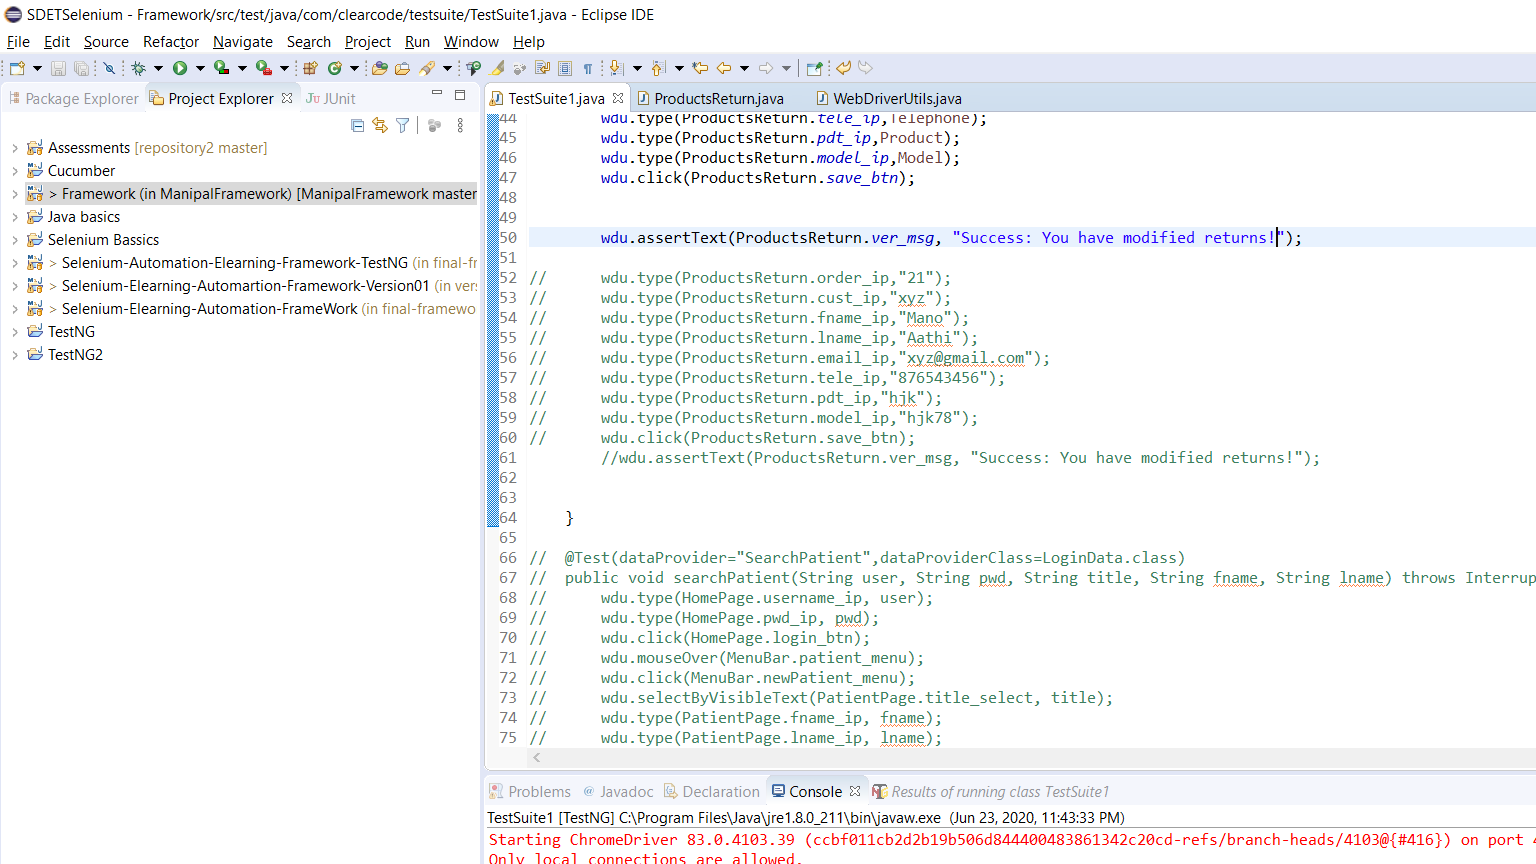 SDETSelenium - Framework/src/test/java/com/clearcode/testsuite/TestSuite1.java - Eclipse IDE
File Edit Source Refactor Navigate Search Project Run Window Help
Package Explorer Project Explorer JUnit
Assessments [repository2 master]
Cucumber
> Framework (in ManipalFramework) [ManipalFramework master
Java basics
Selenium Bassics
> Selenium-Automation-Elearning-Framework-TestNG (in final-fr
> Selenium-Elearning-Automartion-Framework-Version01 (in ver
> Selenium-Elearning-Automation-FrameWork (in final-framewo
TestNG
TestNG2
TestSuite1.java ProductsReturn.java WebDriverUtils.java
44 wdu.type(ProductsReturn.tele_ip,Telephone);
45 wdu.type(ProductsReturn.pdt_ip,Product);
46 wdu.type(ProductsReturn.model_ip,Model);
47 wdu.click(ProductsReturn.save_btn);
48
49
50 wdu.assertText(ProductsReturn.ver_msg, "Success: You have modified returns!");
51
52 // wdu.type(ProductsReturn.order_ip,"21");
53 // wdu.type(ProductsReturn.cust_ip,"xyz");
54 // wdu.type(ProductsReturn.fname_ip,"Mano");
55 // wdu.type(ProductsReturn.lname_ip,"Aathi");
56 // wdu.type(ProductsReturn.email_ip,"xyz@gmail.com");
57 // wdu.type(ProductsReturn.tele_ip,"876543456");
58 // wdu.type(ProductsReturn.pdt_ip,"hjk");
59 // wdu.type(ProductsReturn.model_ip,"hjk78");
60 // wdu.click(ProductsReturn.save_btn);
61 //wdu.assertText(ProductsReturn.ver_msg, "Success: You have modified returns!");
62
63
64 }
65
66 // @Test(dataProvider="SearchPatient",dataProviderClass=LoginData.class)
67 // public void searchPatient(String user, String pwd, String title, String fname, String lname) throws Interrup
68 // wdu.type(HomePage.username_ip, user);
69 // wdu.type(HomePage.pwd_ip, pwd);
70 // wdu.click(HomePage.login_btn);
71 // wdu.mouseOver(MenuBar.patient_menu);
72 // wdu.click(MenuBar.newPatient_menu);
73 // wdu.selectByVisibleText(PatientPage.title_select, title);
74 // wdu.type(PatientPage.fname_ip, fname);
75 // wdu.type(PatientPage.lname_ip, lname);
Problems @ Javadoc Declaration Console Results of running class TestSuite1
TestSuite1 [TestNG] C:\Program Files\Java\jre1.8.0_211\bin\javaw.exe (Jun 23, 2020, 11:43:33 PM)
Starting ChromeDriver 83.0.4103.39 (ccbf011cb2d2b19b506d844400483861342c20cd-refs/branch-heads/4103@{#416}) on port 4
Only local connections are allowed.